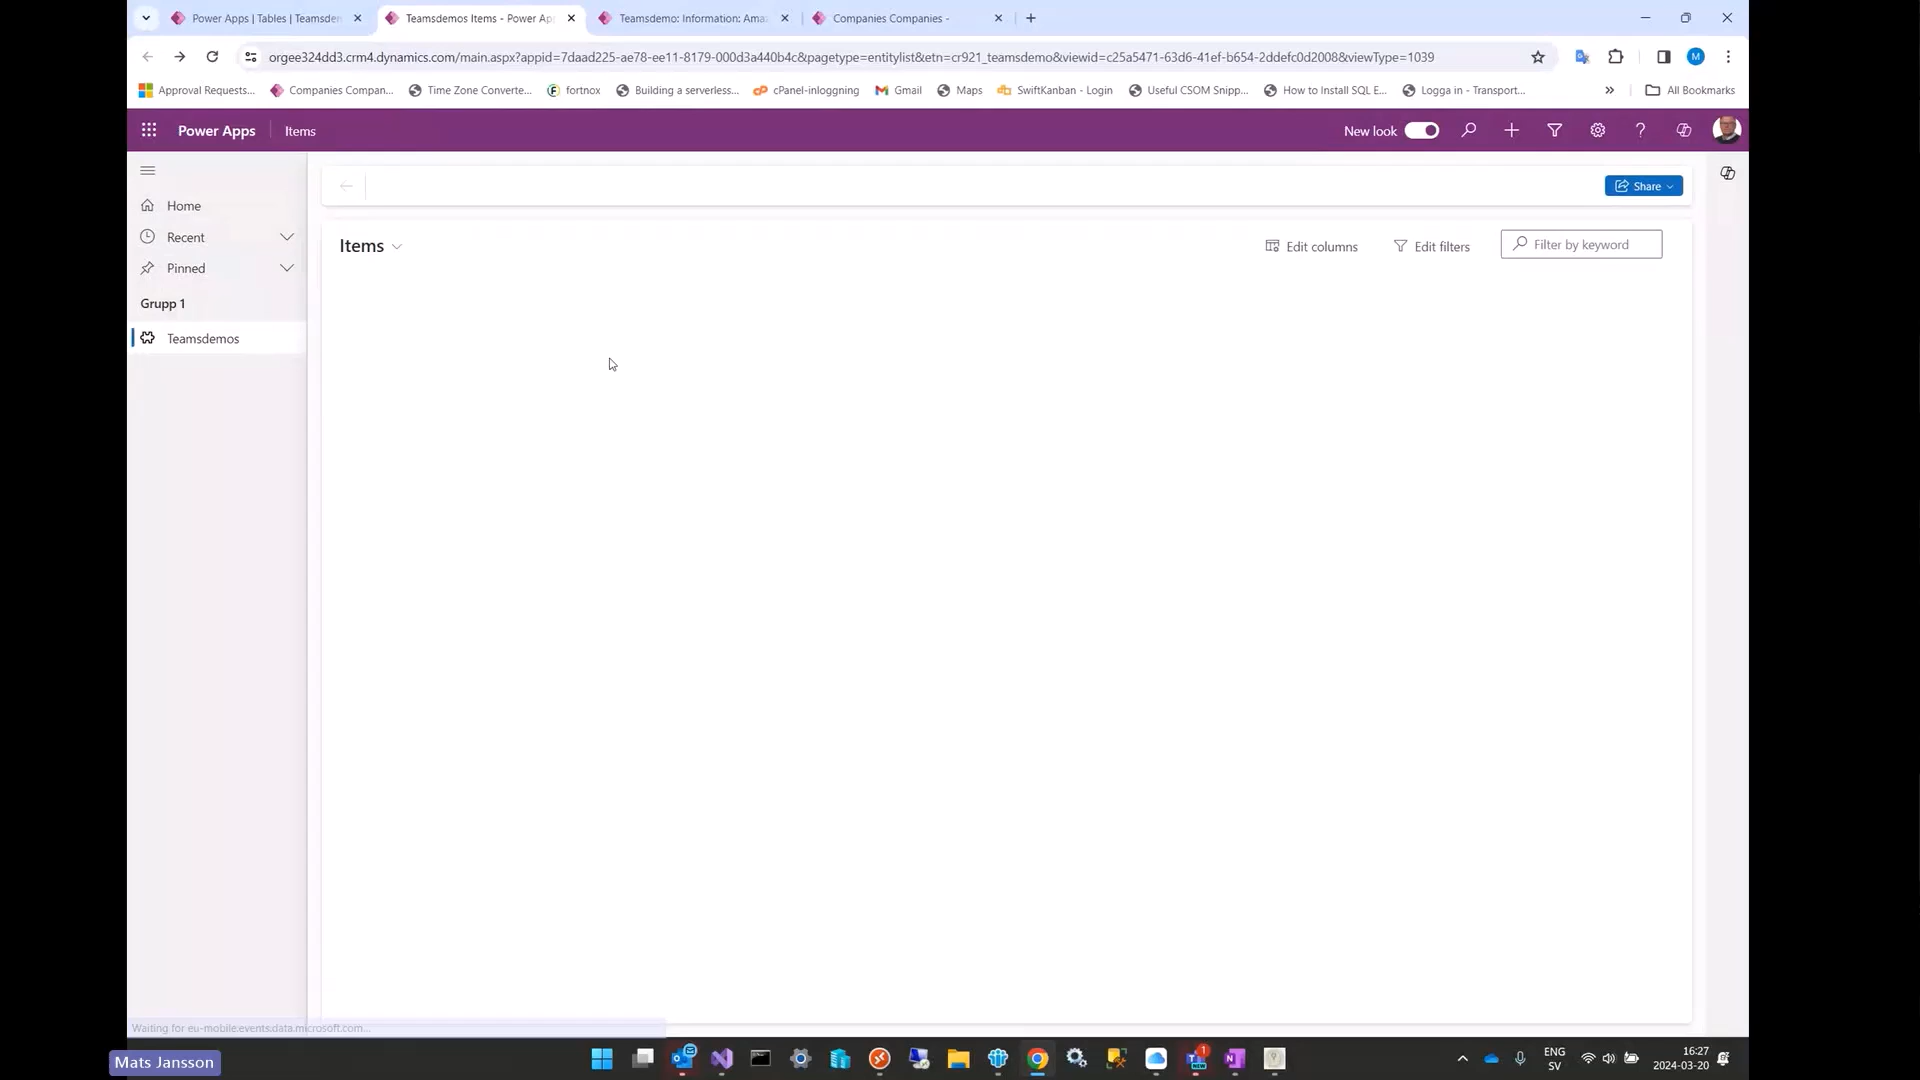 Power Apps | Tables | Teamsden
Teamsdemos Items - Power Ap
Teamsdemo: Information: Ama
Companies Companies -
orgee324dd3.crm4.dynamics.com/main.aspx?appid=7daad225-ae78-ee11-8179-000d3a440b4c&pagetype=entitylist&etn=cr921_teamsdemo&viewid=c25a5471-63d6-41ef-b654-2ddefc0d2008&viewType=1039
M
Approval Requests...
Companies Compan...
Time Zone Converte...
fortnox
Building a serverless...
cPanel-inloggning
Gmail
Maps
SwiftKanban - Login
Useful CSOM Snipp...
How to Install SQL E...
Logga in - Transport...
»
All Bookmarks
Power Apps
Items
New look
Share
Home
Recent
Pinned
Grupp 1
Teamsdemos
Items
Edit columns
Edit filters
Filter by keyword
Waiting for eu-mobile.events.data.microsoft.com...
Mats Jansson
1
NEW
ENG
SV
16:27
2024-03-20